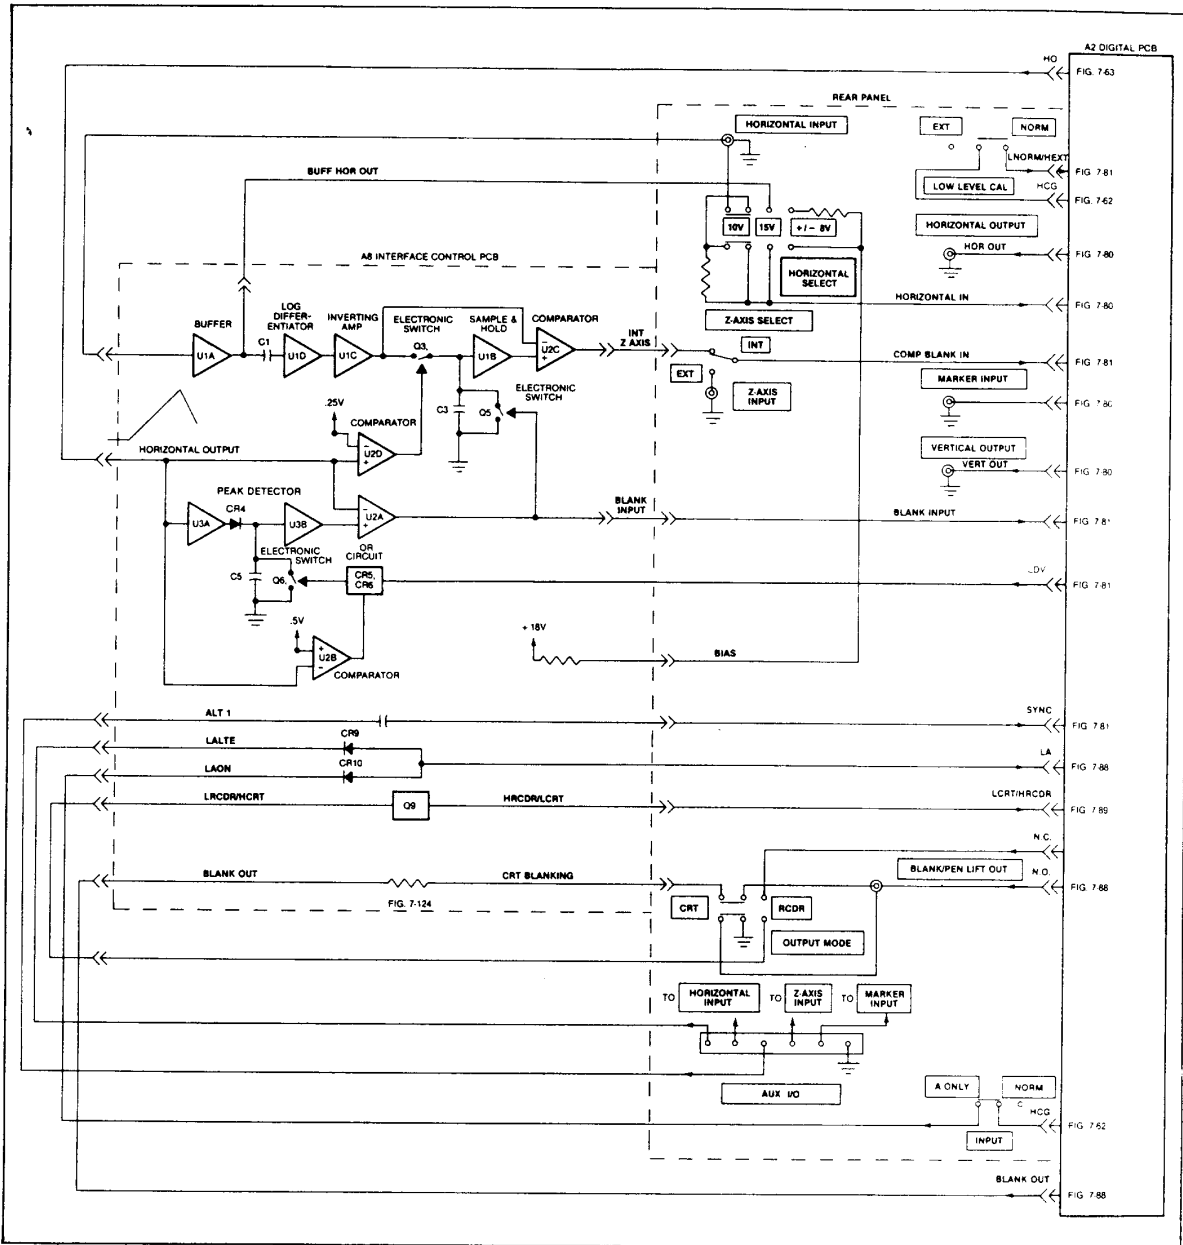 A2 DIGITAL PCB
HO
FIG. 7-63
REAR PANEL
HORIZONTAL INPUT
EXT
NORM
LNORM/HEXT
FIG 7-81
BUFF HOR OUT
LOW LEVEL CAL
HCG
FIG 7-62
10V
15V
+/- 8V
HORIZONTAL OUTPUT
HOR OUT
FIG 7-80
A8 INTERFACE CONTROL PCB
HORIZONTAL SELECT
HORIZONTAL IN
FIG 7-80
LOG DIFFER- ENTIATOR
BUFFER
C1
INVERTING AMP
ELECTRONIC SWITCH
Q3,
SAMPLE & HOLD
COMPARATOR
Z-AXIS SELECT
U1A
U1D
U1C
U1B
-
U2C
+
INT Z AXIS
INT
COMP BLANK IN
FIG 7-81
EXT
Z-AXIS INPUT
MARKER INPUT
ELECTRONIC SWITCH
C3
Q5
.25V
COMPARATOR
-
U2D
+
VERTICAL OUTPUT
HORIZONTAL OUTPUT
VERT OUT
FIG 7-80
PEAK DETECTOR
CR4
U3A
U3B
-
U2A
+
BLANK INPUT
BLANK INPUT
FIG 7-81
ELECTRONIC SWITCH
OR CIRCUIT
C5
Q6,
CR5, CR6
FIG 7-81
.5V
+
U2B
-
COMPARATOR
+ 18V
BIAS
ALT 1
SYNC
FIG 7-81
LALTE
CR9
LA
FIG 7-88
LAON
CR10
LRCDR/HCRT
Q9
HRCDR/LCRT
LCRT/HRCDR
FIG 7-89
N.C.
BLANK/PEN LIFT OUT
N.O.
BLANK OUT
CRT BLANKING
FIG. 7-124
CRT
RCDR
OUTPUT MODE
TO
HORIZONTAL INPUT
TO
Z-AXIS INPUT
TO
MARKER INPUT
AUX I/O
A ONLY
NORM
HCG
FIG 7-62
INPUT
BLANK OUT
FIG 7-88